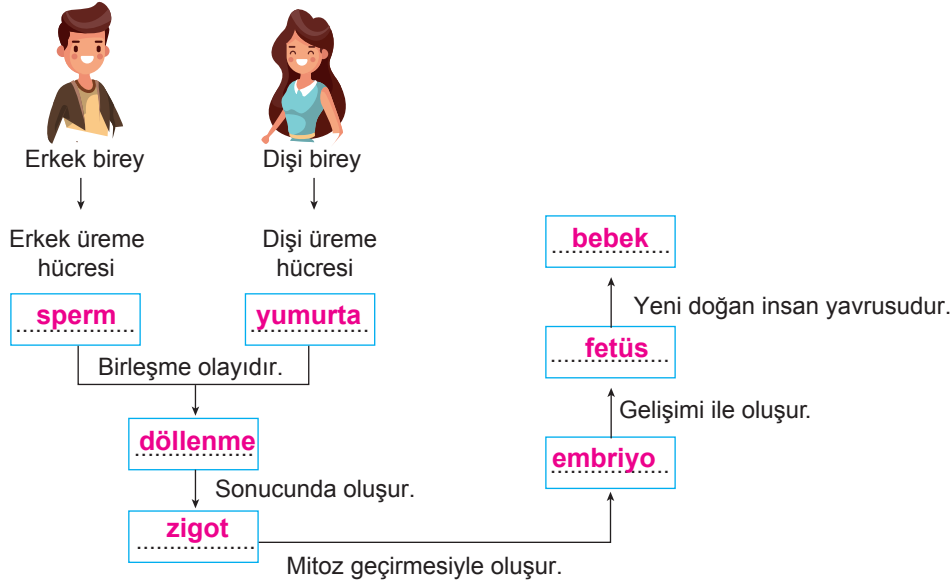 Erkek birey
Dişi birey
Erkek üreme
hücresi
Dişi üreme
hücresi
sperm
yumurta
Birleşme olayıdır.
döllenme
Sonucunda oluşur.
zigot
Mitoz geçirmesiyle oluşur.
embriyo
Gelişimi ile oluşur.
fetüs
Yeni doğan insan yavrusudur.
bebek